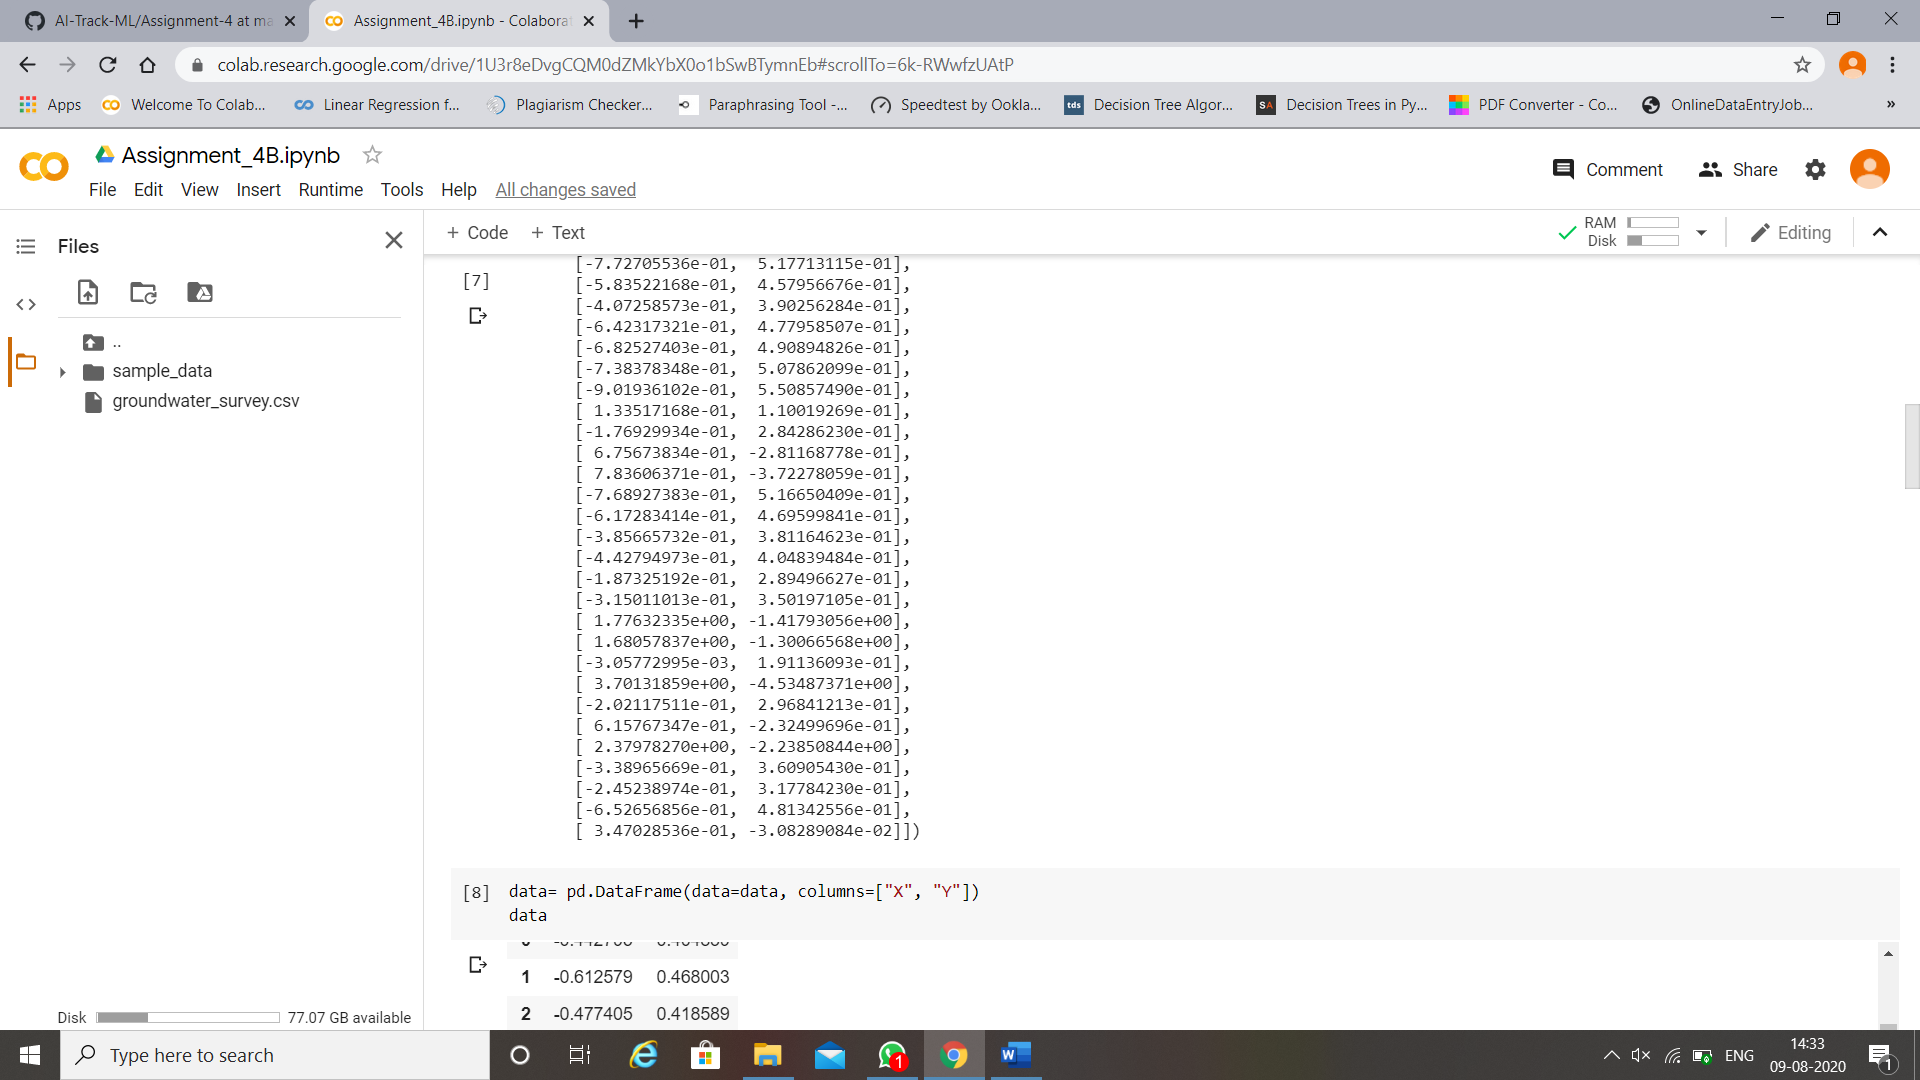 AI-Track-ML/Assignment-4 at ma
Assignment_4B.ipynb - Colaborat
colab.research.google.com/drive/1U3r8eDvgCQM0dZMkYbX0o1bSwBTymnEb#scrollTo=6k-RWwfzUAtP
Apps
Welcome To Colab...
Linear Regression f...
Plagiarism Checker...
Paraphrasing Tool -...
Speedtest by Ookla...
tds Decision Tree Algor...
SA Decision Trees in Py...
PDF Converter - Co...
OnlineDataEntryJob...
»
Assignment_4B.ipynb
File Edit View Insert Runtime Tools Help All changes saved
Comment
Share
Files
+ Code + Text
RAM
Disk
Editing
..
sample_data
groundwater_survey.csv
[7]
[-7.72705536e-01, 5.17713115e-01],
[-5.83522168e-01, 4.57956676e-01],
[-4.07258573e-01, 3.90256284e-01],
[-6.42317321e-01, 4.77958507e-01],
[-6.82527403e-01, 4.90894826e-01],
[-7.38378348e-01, 5.07862099e-01],
[-9.01936102e-01, 5.50857490e-01],
[ 1.33517168e-01, 1.10019269e-01],
[-1.76929934e-01, 2.84286230e-01],
[ 6.75673834e-01, -2.81168778e-01],
[ 7.83606371e-01, -3.72278059e-01],
[-7.68927383e-01, 5.16650409e-01],
[-6.17283414e-01, 4.69599841e-01],
[-3.85665732e-01, 3.81164623e-01],
[-4.42794973e-01, 4.04839484e-01],
[-1.87325192e-01, 2.89496627e-01],
[-3.15011013e-01, 3.50197105e-01],
[ 1.77632335e+00, -1.41793056e+00],
[ 1.68057837e+00, -1.30066568e+00],
[-3.05772995e-03, 1.91136093e-01],
[ 3.70131859e+00, -4.53487371e+00],
[-2.02117511e-01, 2.96841213e-01],
[ 6.15767347e-01, -2.32499696e-01],
[ 2.37978270e+00, -2.23850844e+00],
[-3.38965669e-01, 3.60905430e-01],
[-2.45238974e-01, 3.17784230e-01],
[-6.52656856e-01, 4.81342556e-01],
[ 3.47028536e-01, -3.08289084e-02]])
[8] data= pd.DataFrame(data=data, columns=["X", "Y"])
data
1 -0.612579 0.468003
2 -0.477405 0.418589
Disk 77.07 GB available
Type here to search
1
W
ENG
14:33
09-08-2020
1